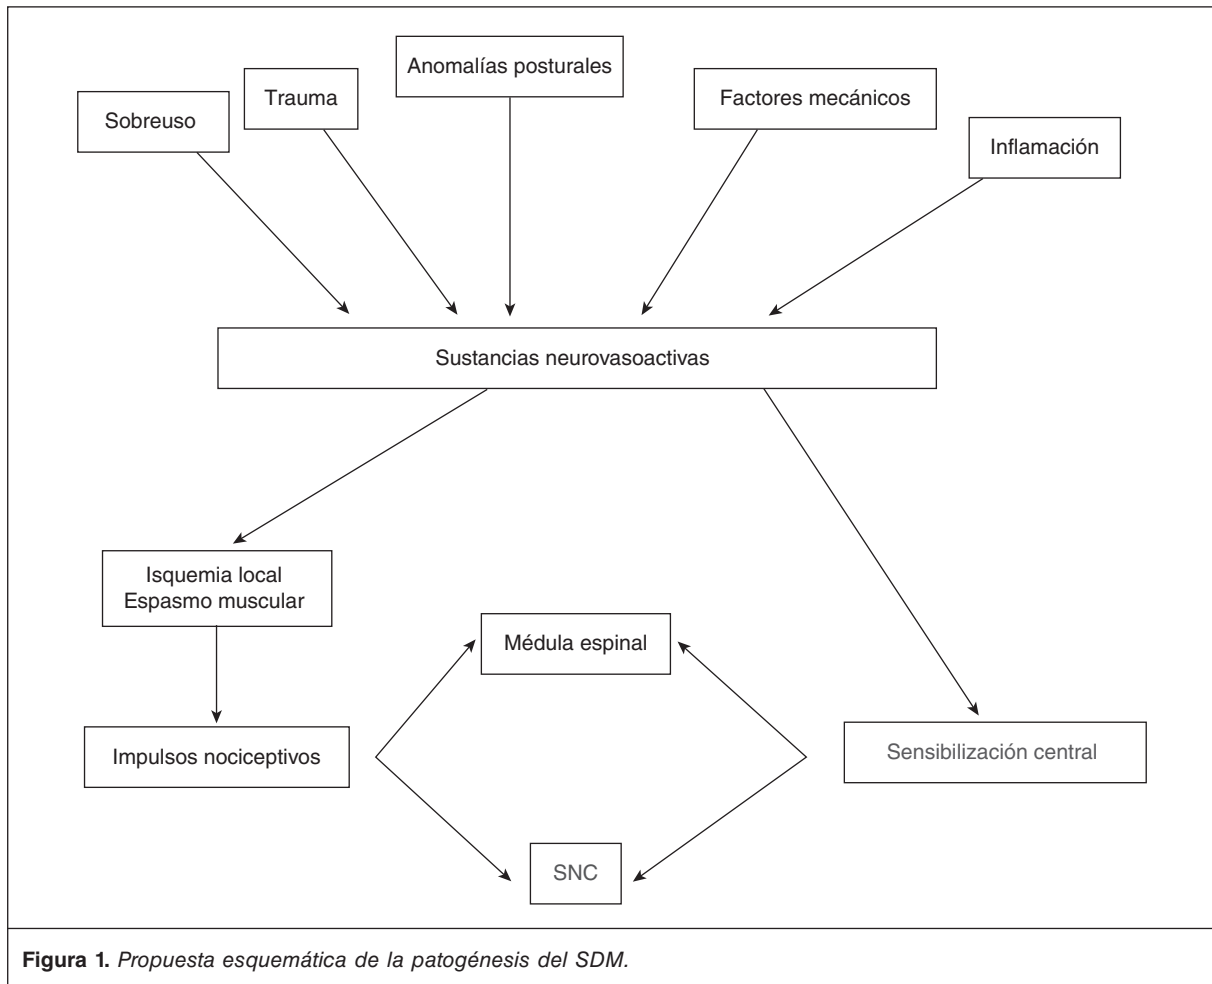 Anomalías posturales
Trauma
Factores mecánicos
Sobreuso
Inflamación
Sustancias neurovasoactivas
Isquemia local
Espasmo muscular
Médula espinal
Impulsos nociceptivos
Sensibilización central
SNC
Figura 1. Propuesta esquemática de la patogénesis del SDM.